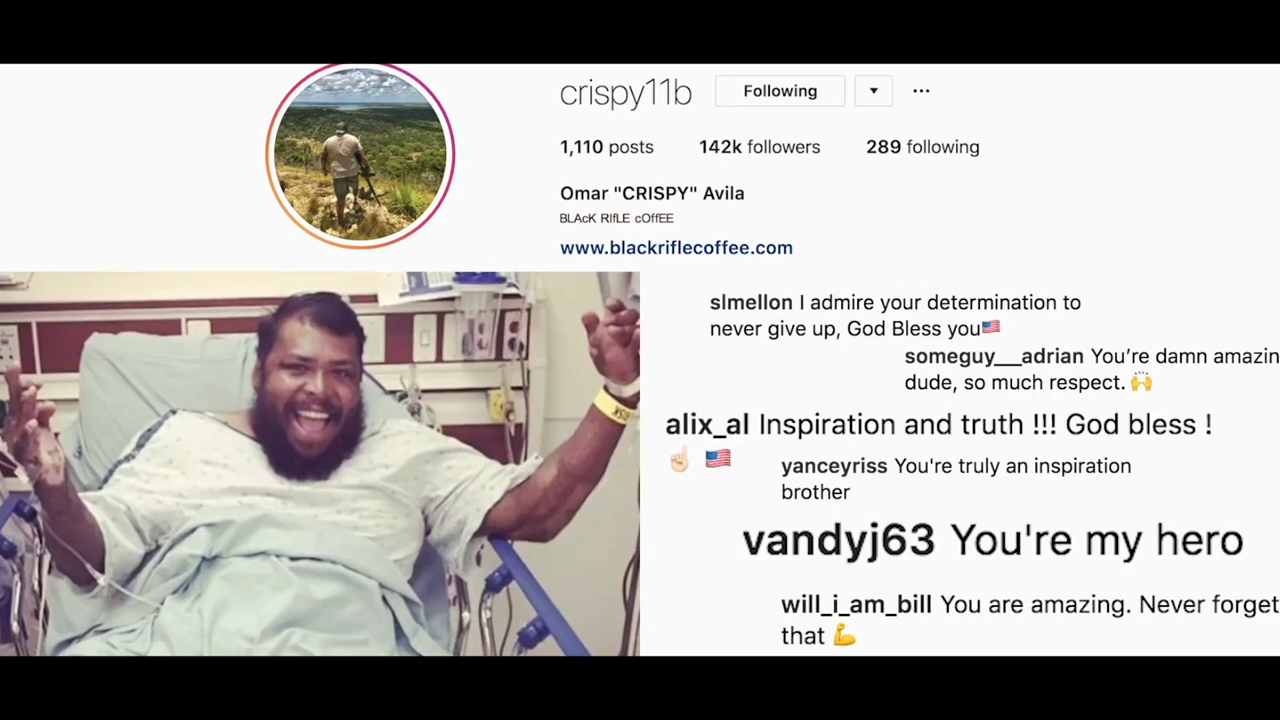 crispy11b Following ▼ ···
1,110 posts 142k followers 289 following
Omar "CRISPY" Avila
BLAcK RIfLE cOffEE
www.blackriflecoffee.com
slmellon I admire your determination to
never give up, God Bless you🇺🇸
someguy___adrian You’re damn amazin
dude, so much respect. 🙌🏻
alix_al Inspiration and truth !!! God bless !
☝🏻 🇺🇸
yanceyriss You're truly an inspiration
brother
vandyj63 You're my hero
will_i_am_bill You are amazing. Never forget
that 💪